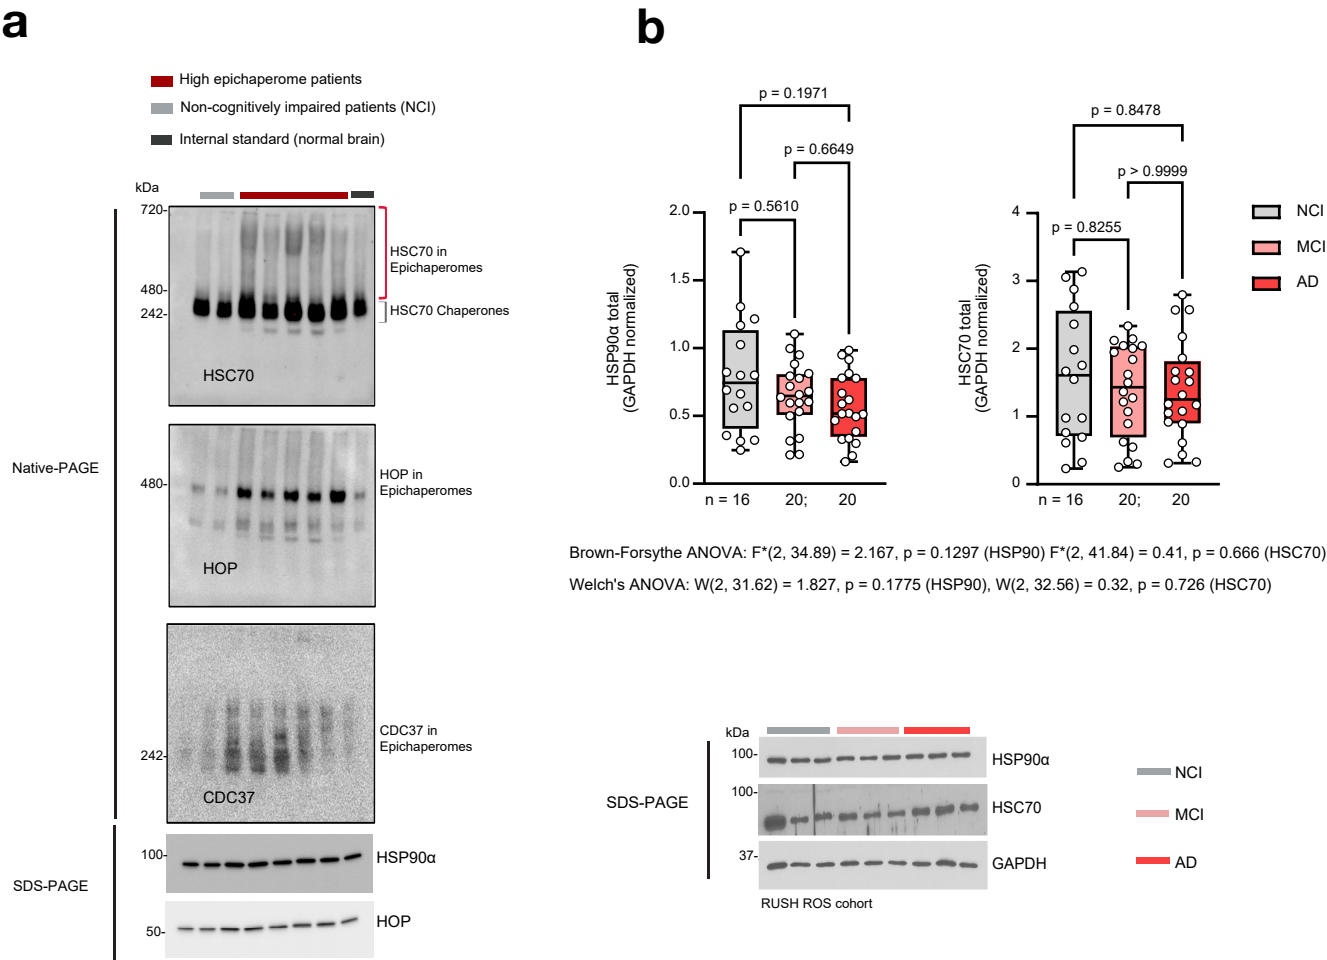 a
High epichaperome patients
Non-cognitively impaired patients (NCI)
Internal standard (normal brain)
kDa
720-
480-
242-
HSC70 in
Epichaperomes
HSC70 Chaperones
HSC70
Native-PAGE
480-
HOP in
Epichaperomes
HOP
242-
CDC37 in
Epichaperomes
CDC37
SDS-PAGE
100-
HSP90α
50-
HOP
b
p = 0.1971
p = 0.6649
p = 0.5610
HSP90α total
(GAPDH normalized)
2.0
1.5
1.0
0.5
0.0
n = 16 20; 20
p = 0.8478
p > 0.9999
p = 0.8255
HSC70 total
(GAPDH normalized)
4
3
2
1
0
n = 16 20; 20
NCI
MCI
AD
Brown-Forsythe ANOVA: F*(2, 34.89) = 2.167, p = 0.1297 (HSP90) F*(2, 41.84) = 0.41, p = 0.666 (HSC70)
Welch's ANOVA: W(2, 31.62) = 1.827, p = 0.1775 (HSP90), W(2, 32.56) = 0.32, p = 0.726 (HSC70)
kDa
100-
HSP90α
100-
HSC70
37-
GAPDH
SDS-PAGE
RUSH ROS cohort
NCI
MCI
AD